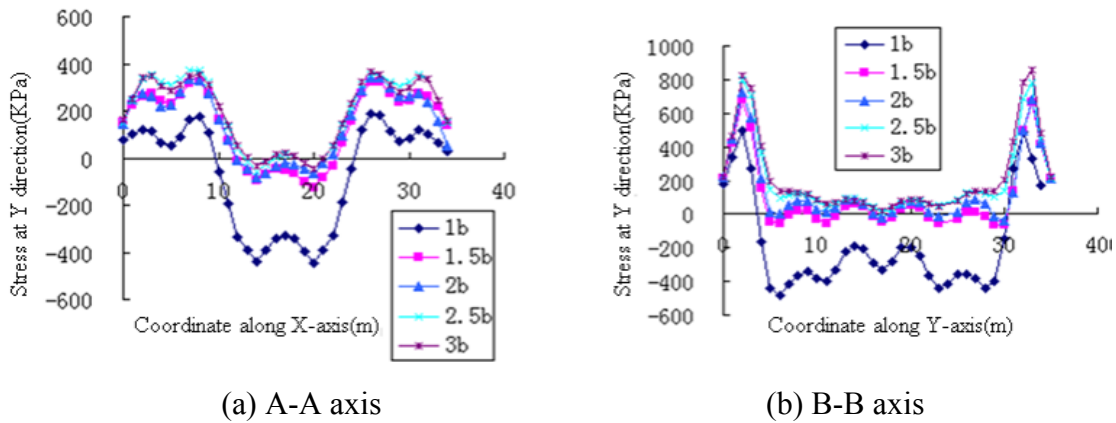 600
400
200
0
-200
-400
-600
0
10
20
30
40
Stress at Y direction(KPa)
Coordinate along X-axis(m)
1b
1.5b
2b
2.5b
3b
(a) A-A axis
1000
800
600
400
200
0
-200
-400
-600
0
10
20
30
40
Stress at Y direction(KPa)
Coordinate along Y-axis(m)
1b
1.5b
2b
2.5b
3b
(b) B-B axis